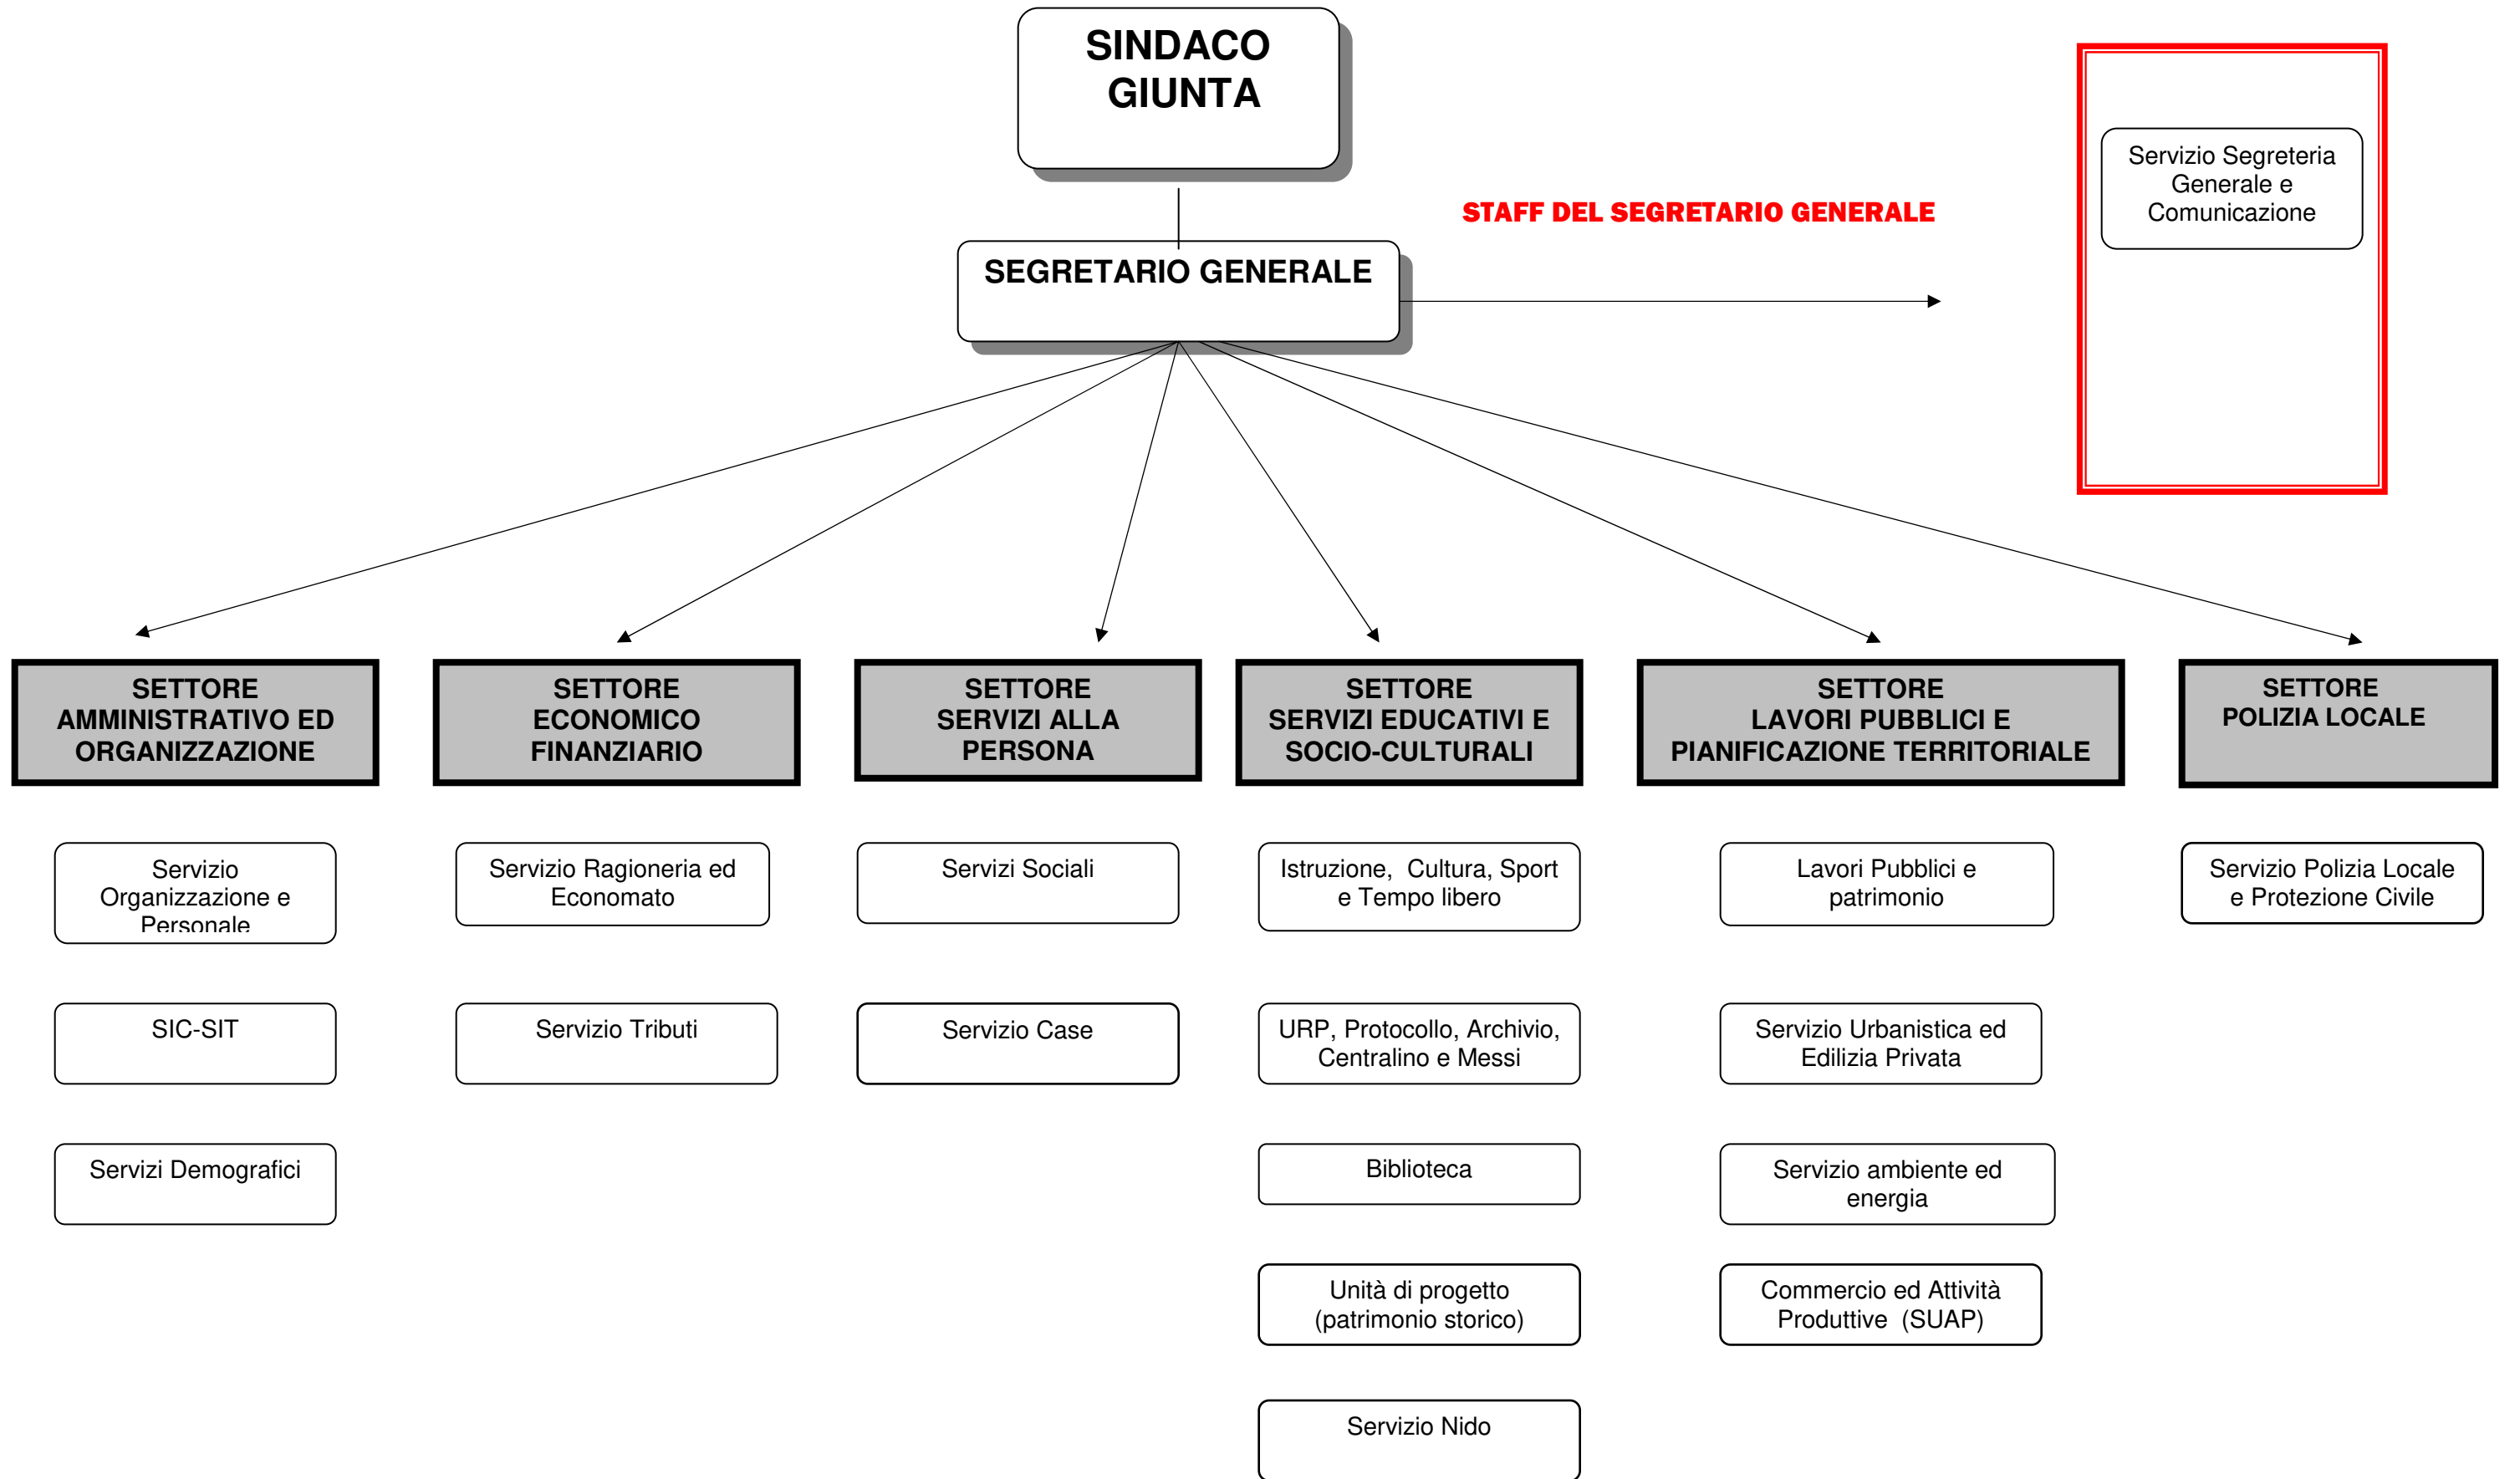 SINDACO
GIUNTA
Servizio Segreteria
Generale e
Comunicazione
STAFF DEL SEGRETARIO GENERALE
SEGRETARIO GENERALE
SETTORE
AMMINISTRATIVO ED
ORGANIZZAZIONE
SETTORE
ECONOMICO
FINANZIARIO
SETTORE
SERVIZI ALLA
PERSONA
SETTORE
SERVIZI EDUCATIVI E
SOCIO-CULTURALI
SETTORE
LAVORI PUBBLICI E
PIANIFICAZIONE TERRITORIALE
SETTORE
POLIZIA LOCALE
Servizio
Organizzazione e
Personale
Servizio Ragioneria ed
Economato
Servizi Sociali
Istruzione,  Cultura, Sport
e Tempo libero
Lavori Pubblici e
patrimonio
Servizio Polizia Locale
e Protezione Civile
SIC-SIT
Servizio Tributi
Servizio Case
URP, Protocollo, Archivio,
Centralino e Messi
Servizio Urbanistica ed
Edilizia Privata
Servizi Demografici
Biblioteca
Servizio ambiente ed
energia
Unità di progetto
(patrimonio storico)
Commercio ed Attività
Produttive  (SUAP)
Servizio Nido